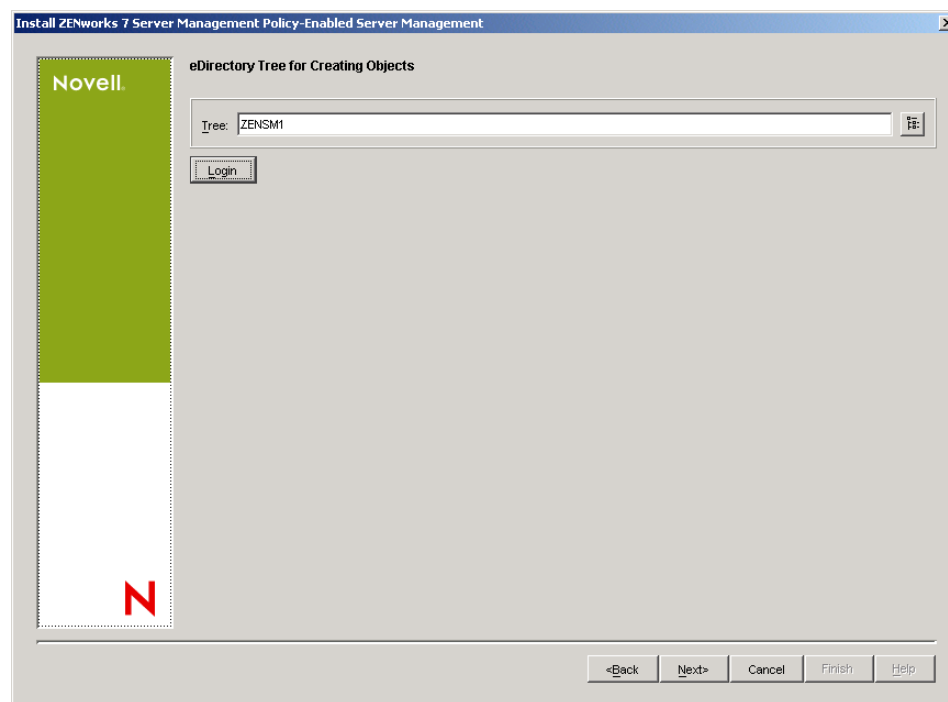 Install ZENworks 7 Server Management Policy-Enabled Server Management
Novell.
eDirectory Tree for Creating Objects
Tree: ZENSM1
Login
N
<Back Next> Cancel Finish Help